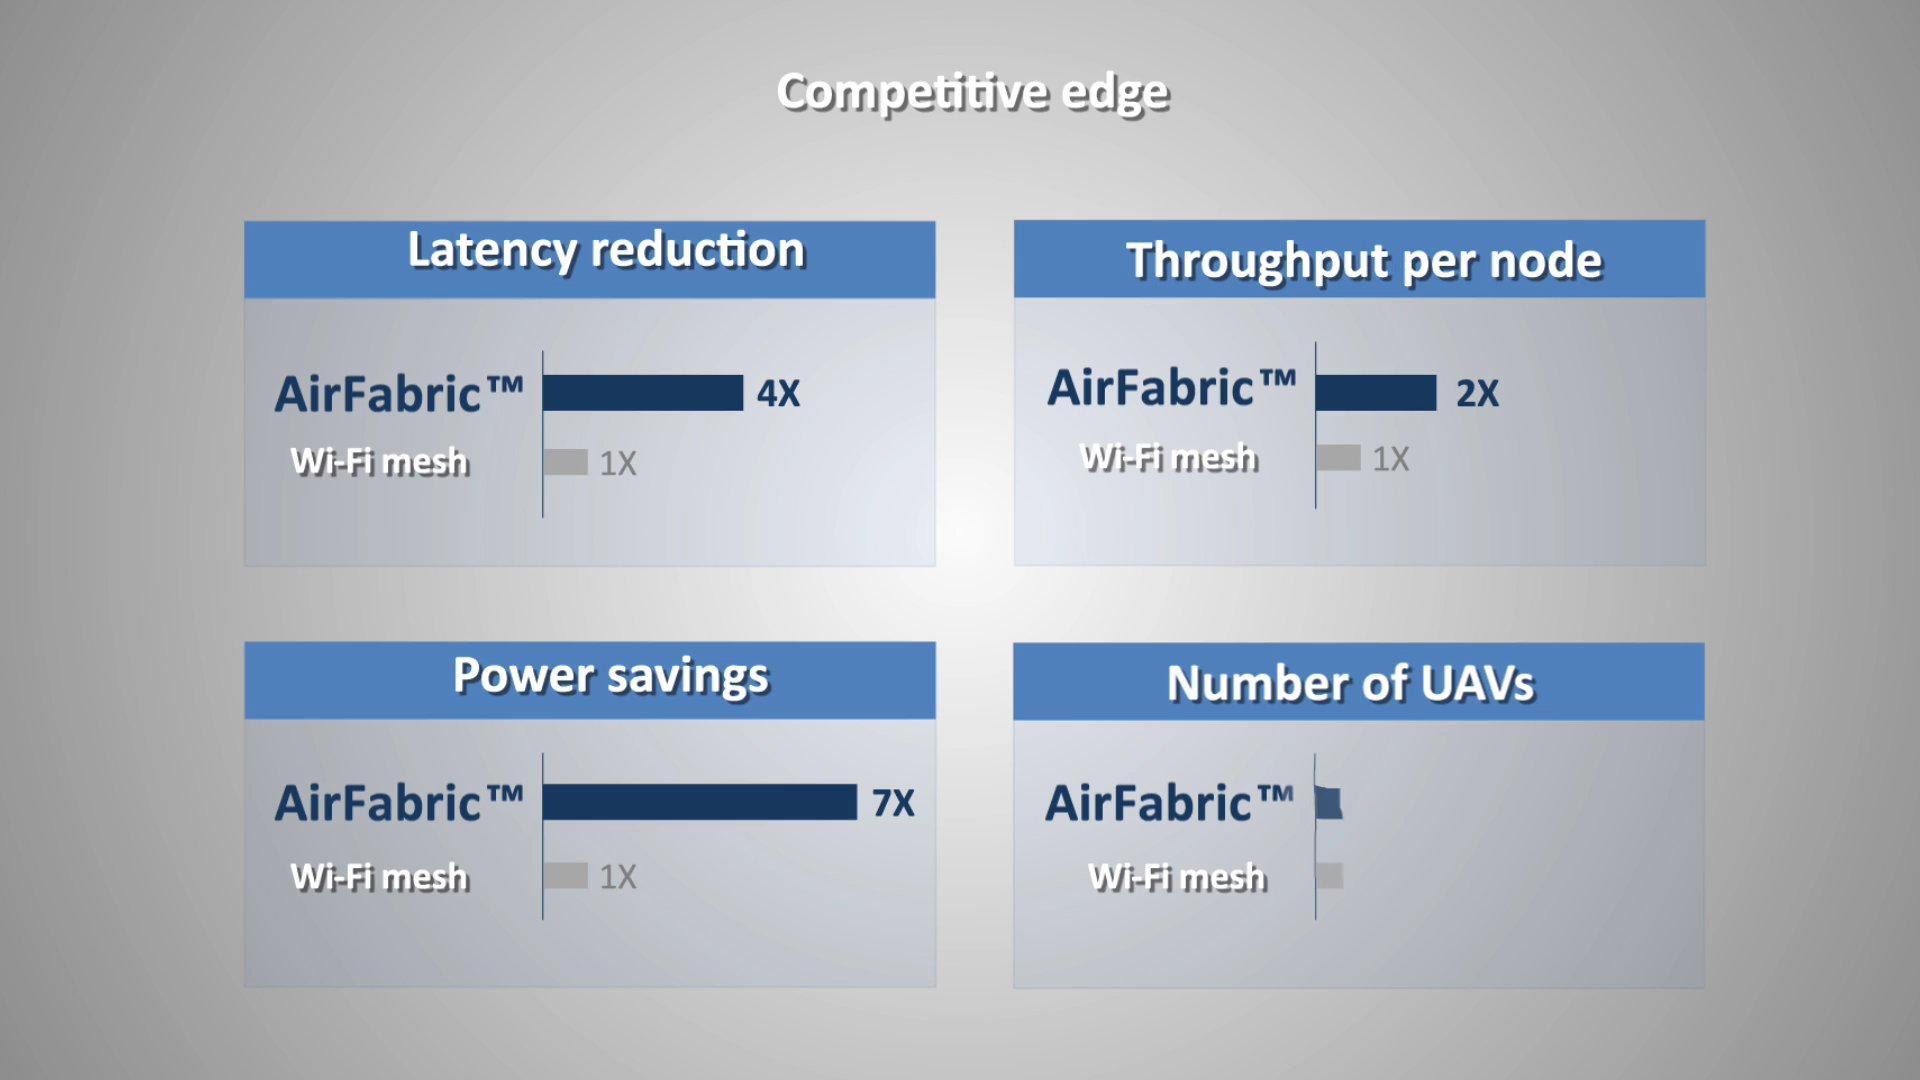 Competitive edge
Latency reduction
AirFabric™ 4X
Wi-Fi mesh 1X
Throughput per node
AirFabric™ 2X
Wi-Fi mesh 1X
Power savings
AirFabric™ 7X
Wi-Fi mesh 1X
Number of UAVs
AirFabric™
Wi-Fi mesh